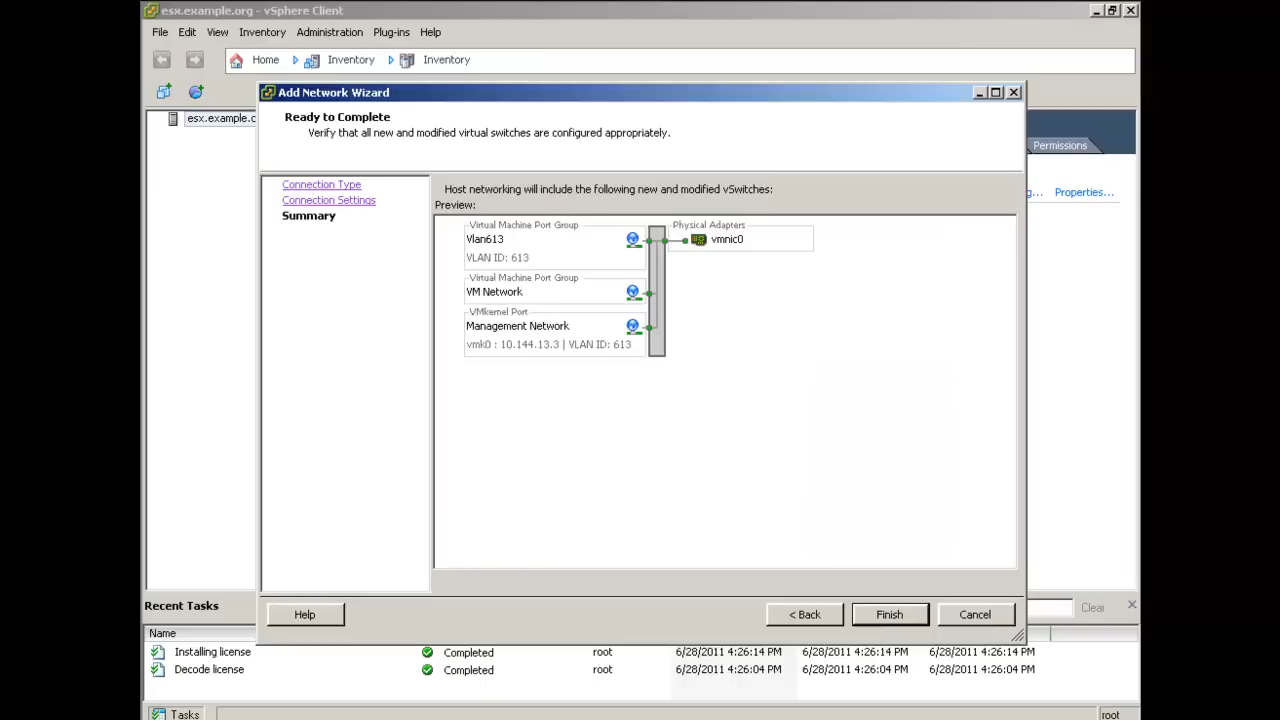 esx.example.org - vSphere Client
File Edit View Inventory Administration Plug-ins Help
Home Inventory Inventory
Add Network Wizard
Ready to Complete
Verify that all new and modified virtual switches are configured appropriately.
esx.example.c
Permissions
Connection Type
Connection Settings
Summary
Host networking will include the following new and modified vSwitches:
Preview:
g... Properties...
Virtual Machine Port Group
Vlan613
VLAN ID: 613
Physical Adapters
vmnic0
Virtual Machine Port Group
VM Network
VMkernel Port
Management Network
vmk0 : 10.144.13.3 | VLAN ID: 613
Help < Back Finish Cancel
Recent Tasks
Clear
Name
Installing license Completed root 6/28/2011 4:26:14 PM 6/28/2011 4:26:14 PM 6/28/2011 4:26:14 PM
Decode license Completed root 6/28/2011 4:26:04 PM 6/28/2011 4:26:04 PM 6/28/2011 4:26:04 PM
Tasks root